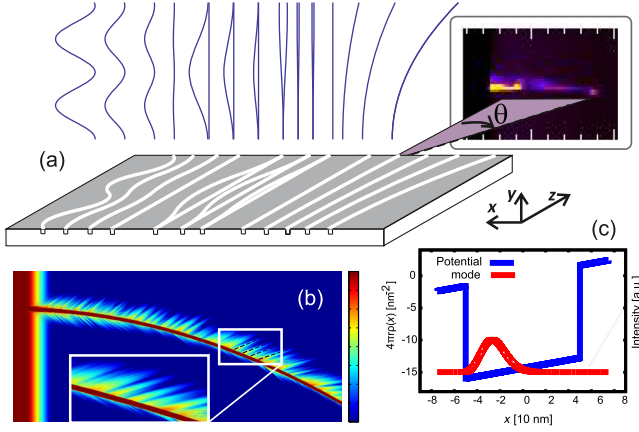 θ
(a)
y
z
x
(c)
(b)
Potential
mode
4πrρ(x) [nm⁻²]
Intensity [a.u.]
0
-5
-10
-15
-8 -6 -4 -2 0 2 4 6 8
x [10 nm]